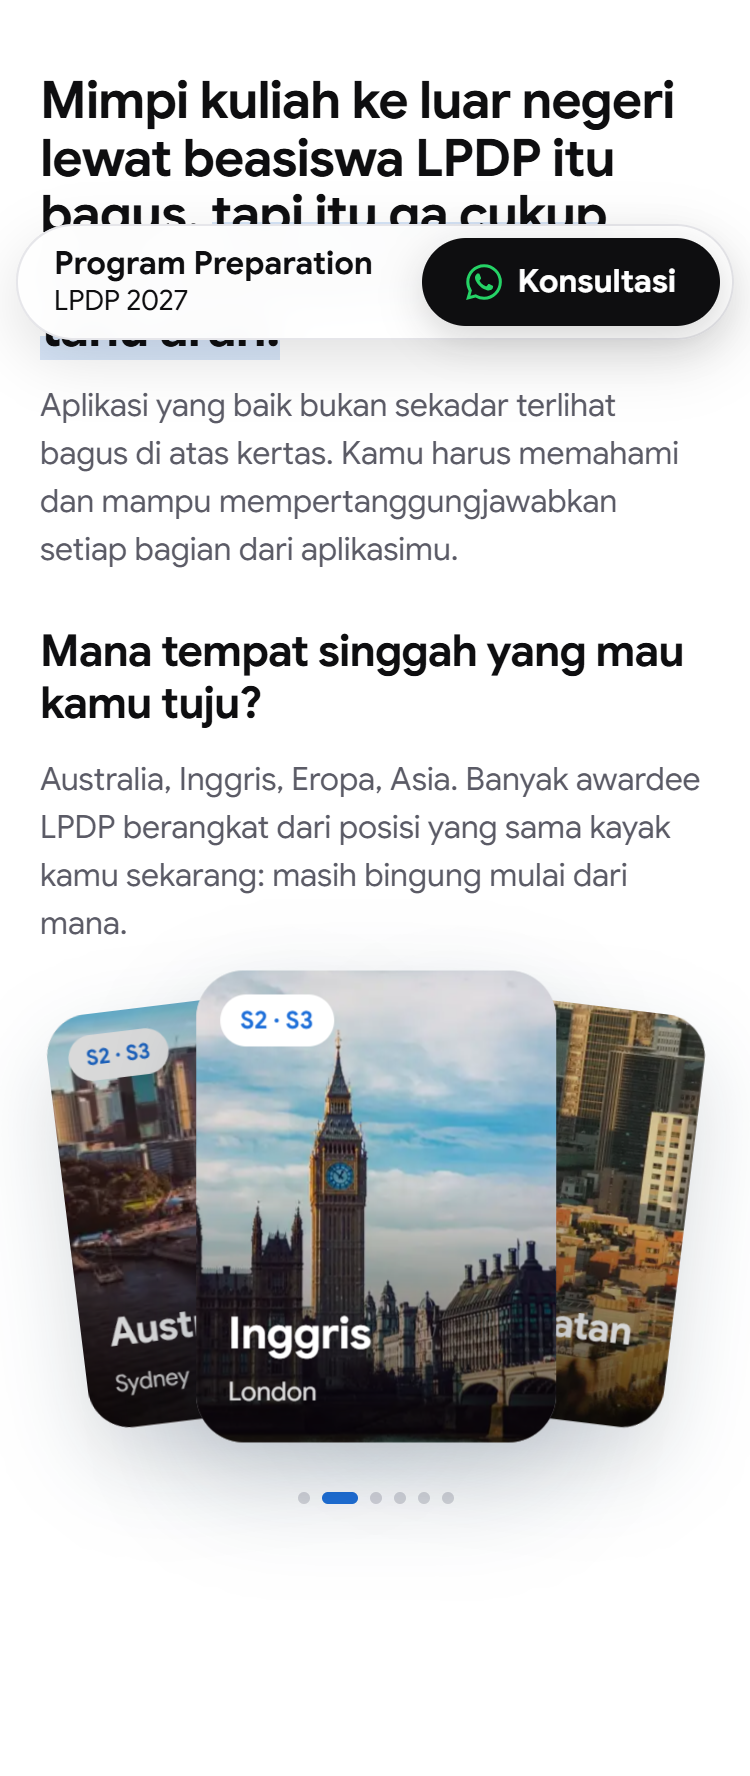 Mimpi kuliah ke luar negeri
lewat beasiswa LPDP itu
bagus, tapi itu ga cukup
Program Preparation
LPDP 2027
Konsultasi
Aplikasi yang baik bukan sekadar terlihat
bagus di atas kertas. Kamu harus memahami
dan mampu mempertanggungjawabkan
setiap bagian dari aplikasimu.
Mana tempat singgah yang mau
kamu tuju?
Australia, Inggris, Eropa, Asia. Banyak awardee
LPDP berangkat dari posisi yang sama kayak
kamu sekarang: masih bingung mulai dari
mana.
S2 · S3
S2 · S3
Aust
Sydney
Inggris
London
atan